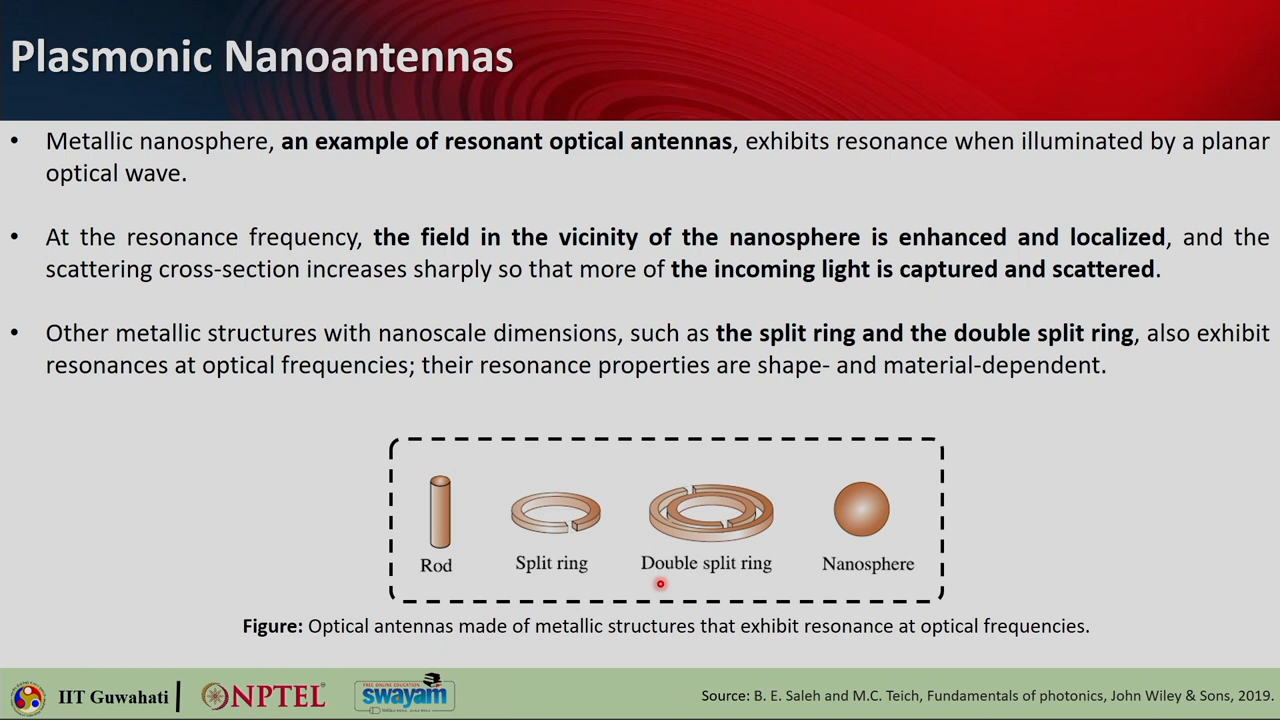 Plasmonic Nanoantennas
• Metallic nanosphere, an example of resonant optical antennas, exhibits resonance when illuminated by a planar
optical wave.
• At the resonance frequency, the field in the vicinity of the nanosphere is enhanced and localized, and the
scattering cross-section increases sharply so that more of the incoming light is captured and scattered.
• Other metallic structures with nanoscale dimensions, such as the split ring and the double split ring, also exhibit
resonances at optical frequencies; their resonance properties are shape- and material-dependent.
Rod Split ring Double split ring Nanosphere
Figure: Optical antennas made of metallic structures that exhibit resonance at optical frequencies.
IIT Guwahati NPTEL FREE ONLINE EDUCATION swayam
Source: B. E. Saleh and M.C. Teich, Fundamentals of photonics, John Wiley & Sons, 2019.